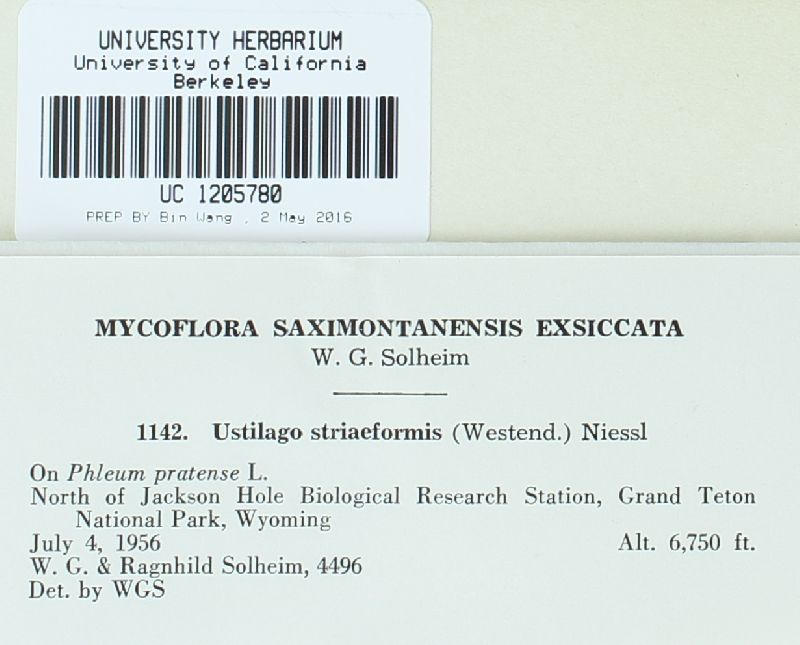 UNIVERSITY HERBARIUM
University of California
Berkeley
UC 1205780
PREP BY Bin Wang , 2 May 2016
MYCOFLORA SAXIMONTANENSIS EXSICCATA
W. G. Solheim
1142. Ustilago striaeformis (Westend.) Niessl
On Phleum pratense L.
North of Jackson Hole Biological Research Station, Grand Teton
National Park, Wyoming
July 4, 1956 Alt. 6,750 ft.
W. G. & Ragnhild Solheim, 4496
Det. by WGS